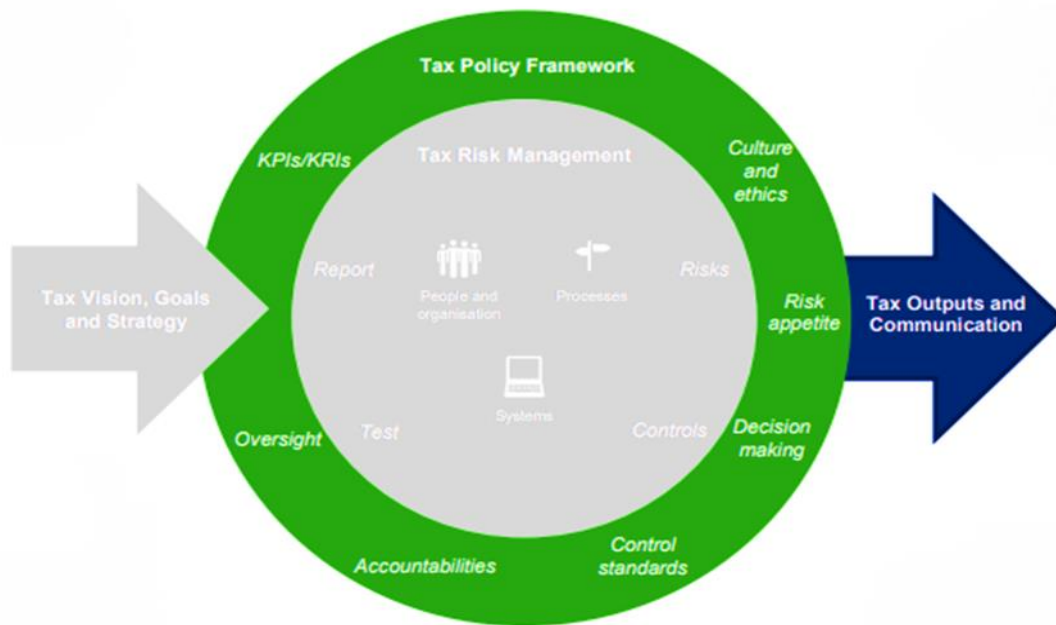 Tax Policy Framework
KPIs/KRIs
Tax Risk Management
Culture
and
ethics
Report
People and
organisation
Processes
Risks
Tax Vision, Goals
and Strategy
Risk
appetite
Tax Outputs and
Communication
Systems
Oversight
Test
Controls
Decision
making
Accountabilities
Control
standards